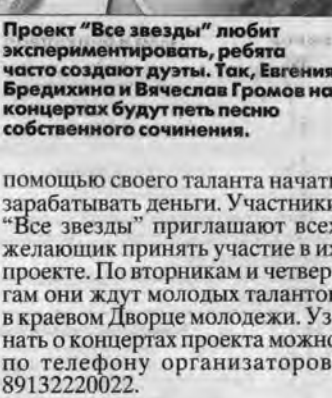 Проект "Все звезды" любит
экспериментировать, ребята
часто создают дуэты. Так, Евгения
Бредихина и Вячеслав Громов на
концертах будут петь песню
собственного сочинения.
помощью своего таланта начать
зарабатывать деньги. Участники
"Все звезды" приглашают всех
желающик принять участие в их
проекте. По вторникам и четвер-
гам они ждут молодых талантов
в краевом Дворце молодежи. Уз-
нать о концертах проекта можно
по телефону организаторов
89132220022.